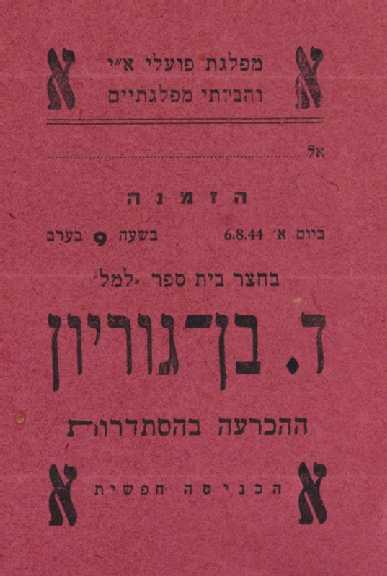 א מפלגת פועלי א״י א
והבלתי מפלגתיים
אל
הזמנה
ביום א׳ 6.8.44 בשעה 9 בערב
בחצר בית ספר „למל״
ד. בן־גוריון
ההכרעה בהסתדרות
א הכניסה חפשית א